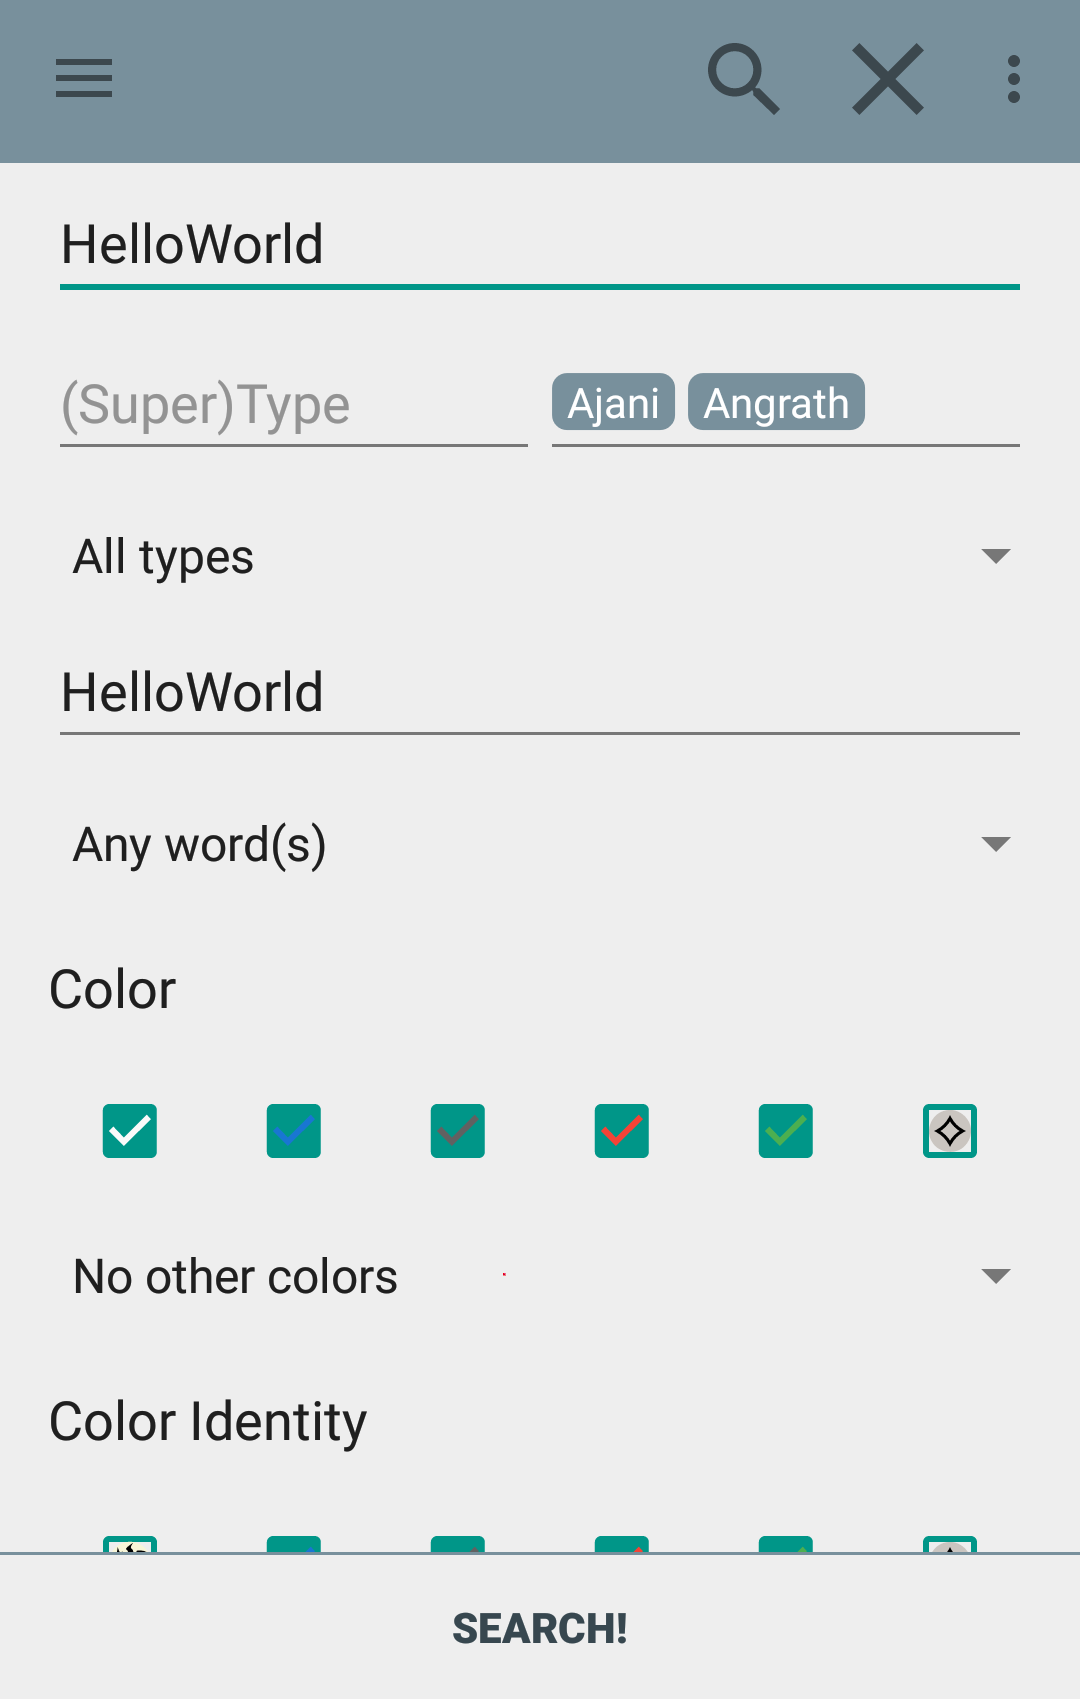 HelloWorld
(Super)Type Ajani Angrath
All types
HelloWorld
Any word(s)
Color
No other colors
Color Identity
SEARCH!